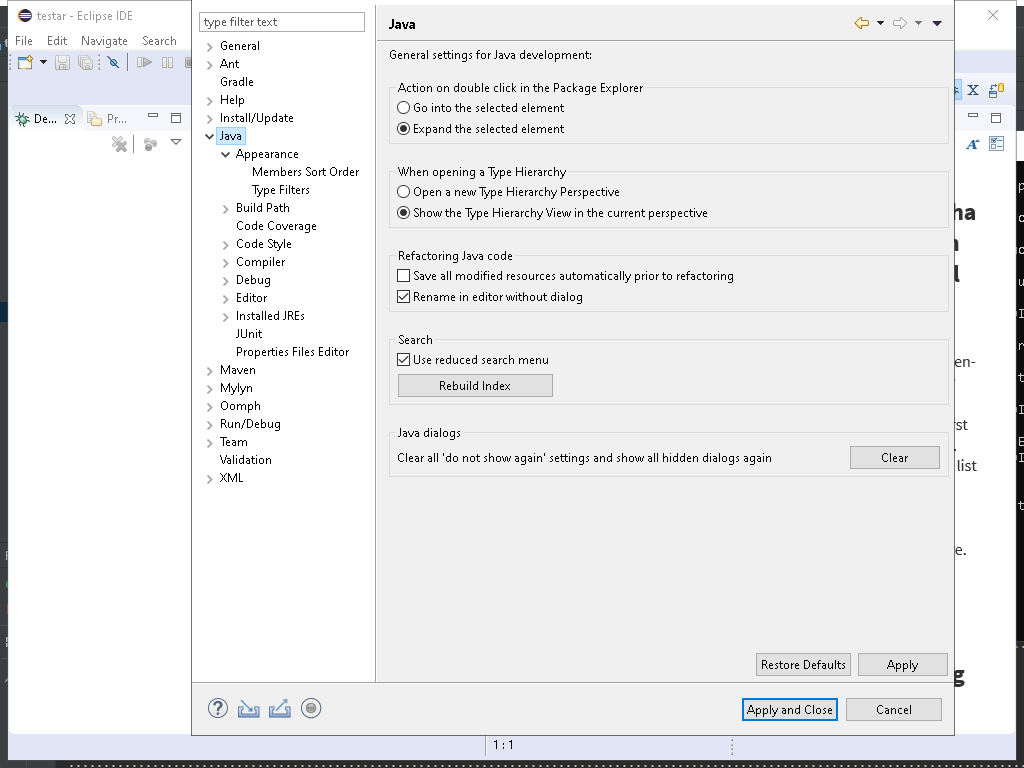 testar - Eclipse IDE
File Edit Navigate Search
De...
Pr...
type filter text
General
Ant
Gradle
Help
Install/Update
Java
Appearance
Members Sort Order
Type Filters
Build Path
Code Coverage
Code Style
Compiler
Debug
Editor
Installed JREs
JUnit
Properties Files Editor
Maven
Mylyn
Oomph
Run/Debug
Team
Validation
XML
Java
General settings for Java development:
Action on double click in the Package Explorer
Go into the selected element
Expand the selected element
When opening a Type Hierarchy
Open a new Type Hierarchy Perspective
Show the Type Hierarchy View in the current perspective
Refactoring Java code
Save all modified resources automatically prior to refactoring
Rename in editor without dialog
Search
Use reduced search menu
Rebuild Index
Java dialogs
Clear all 'do not show again' settings and show all hidden dialogs again
Clear
Restore Defaults
Apply
Apply and Close
Cancel
1 : 1
ha
en-
rst
list
e.
g